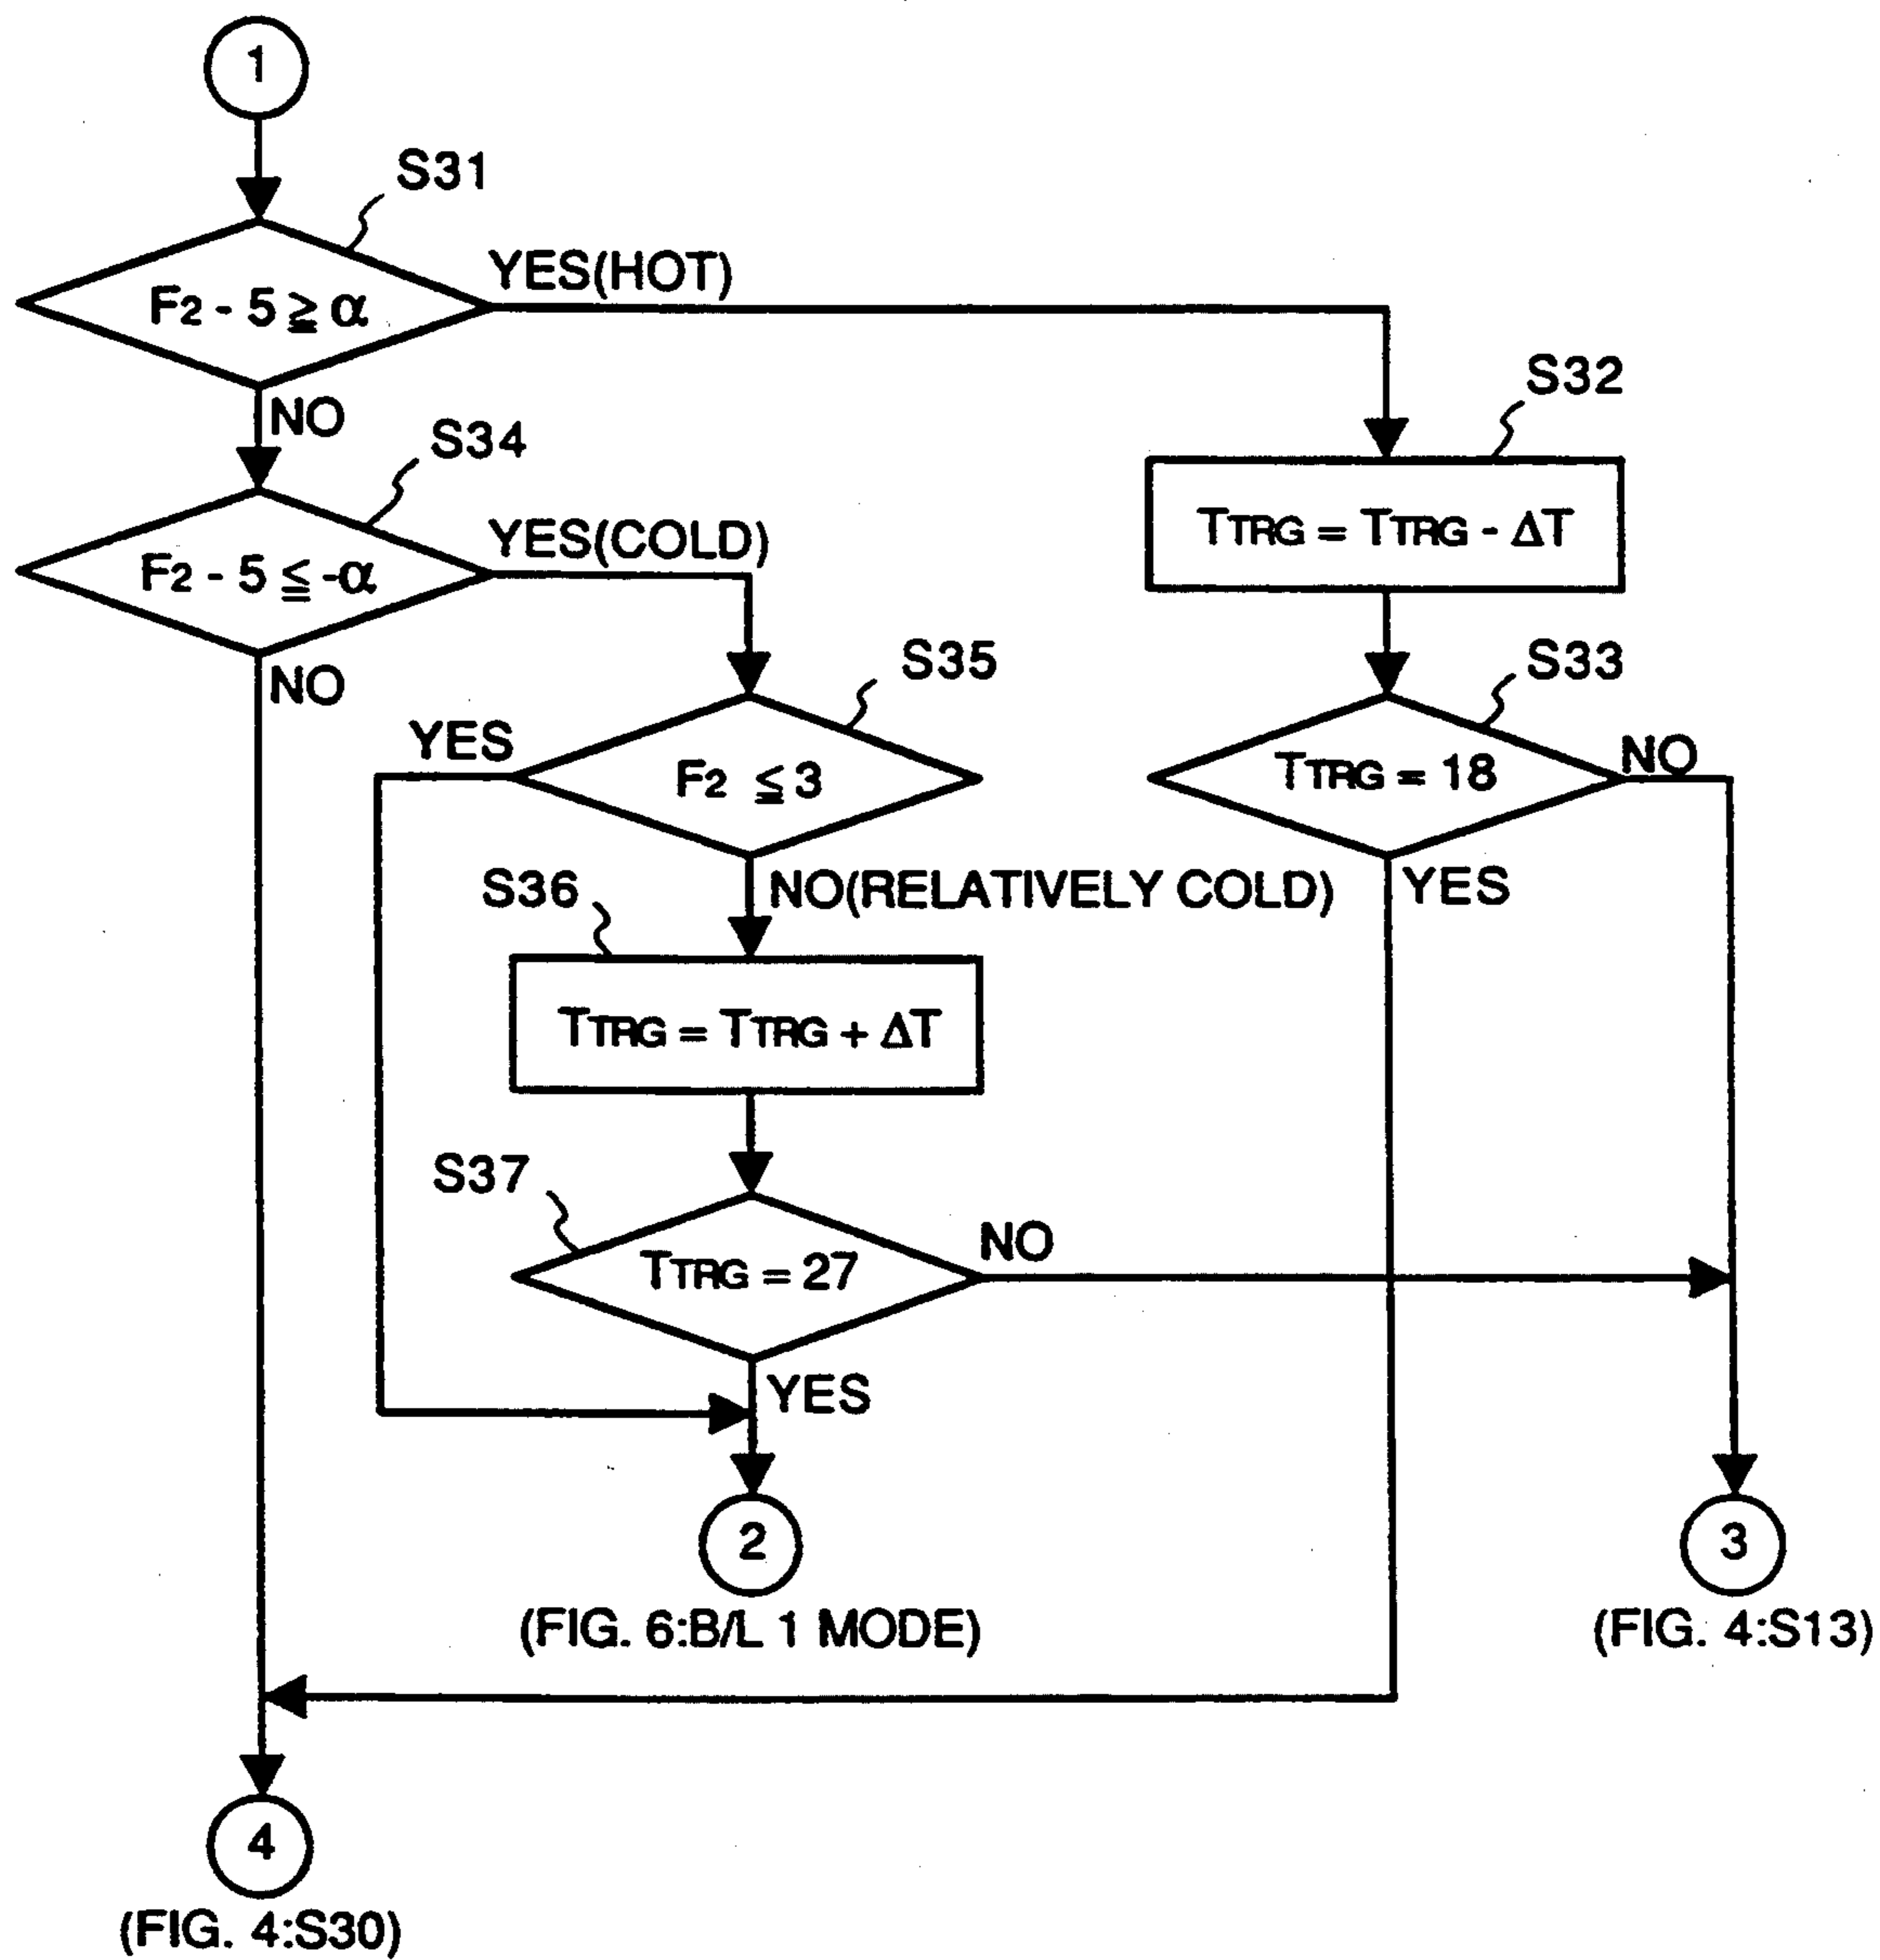 1
S31
F2 - 5 ≧ α
YES(HOT)
NO
S32
TTRG = TTRG - ΔT
S34
F2 - 5 ≦ -α
YES(COLD)
NO
S33
TTRG = 18
NO
YES
S35
F2 ≦ 3
YES
NO(RELATIVELY COLD)
S36
TTRG = TTRG + ΔT
S37
TTRG = 27
NO
YES
2
(FIG. 6:B/L 1 MODE)
3
(FIG. 4:S13)
4
(FIG. 4:S30)